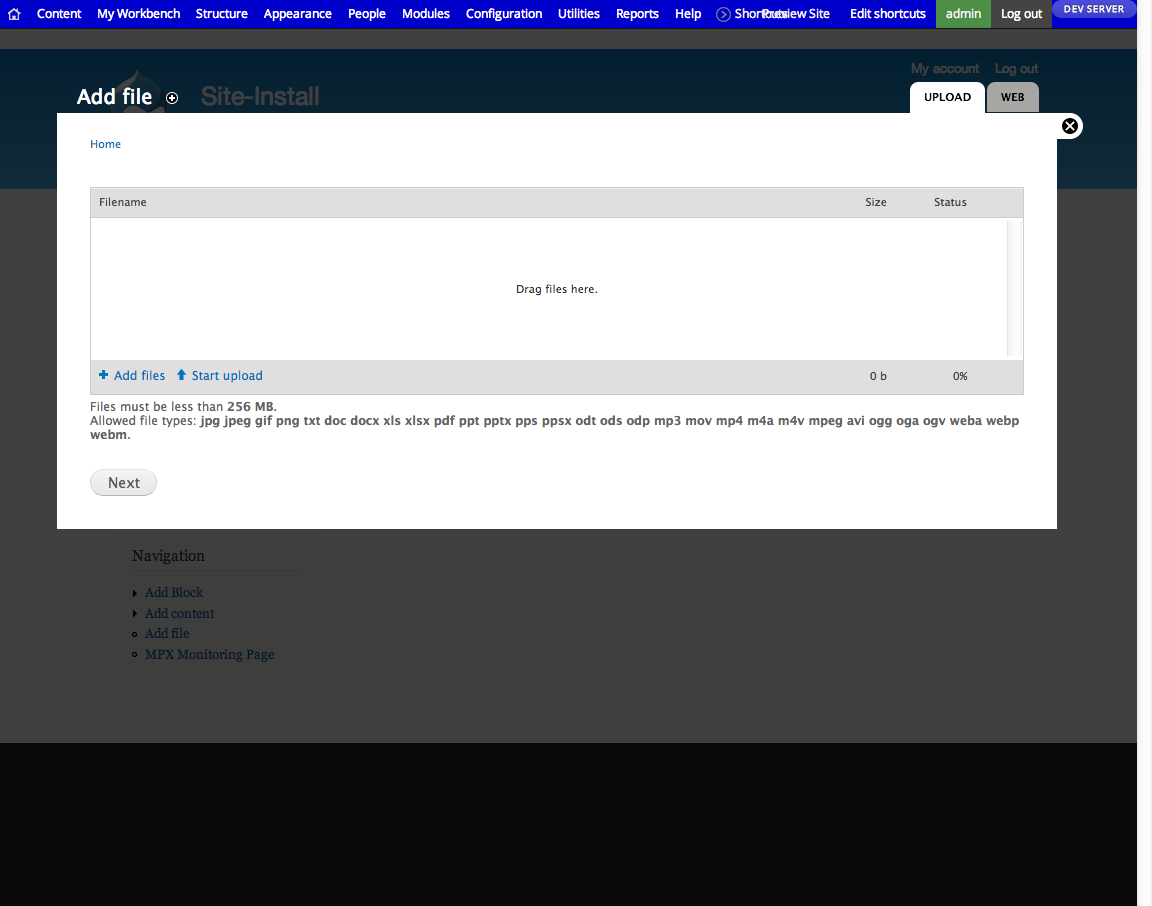 Content My Workbench Structure Appearance People Modules Configuration Utilities Reports Help Shortcuts Preview Site Edit shortcuts admin Log out DEV SERVER
My account Log out
Add file Site-Install
UPLOAD WEB
Home
Filename Size Status
Drag files here.
Add files Start upload 0 b 0%
Files must be less than 256 MB.
Allowed file types: jpg jpeg gif png txt doc docx xls xlsx pdf ppt pptx pps ppsx odt ods odp mp3 mov mp4 m4a m4v mpeg avi ogg oga ogv weba webp
webm.
Next
Navigation
Add Block
Add content
Add file
MPX Monitoring Page